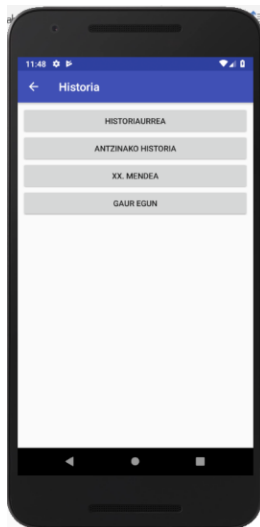 11:48
Historia
HISTORIAURREA
ANTZINAKO HISTORIA
XX. MENDEA
GAUR EGUN